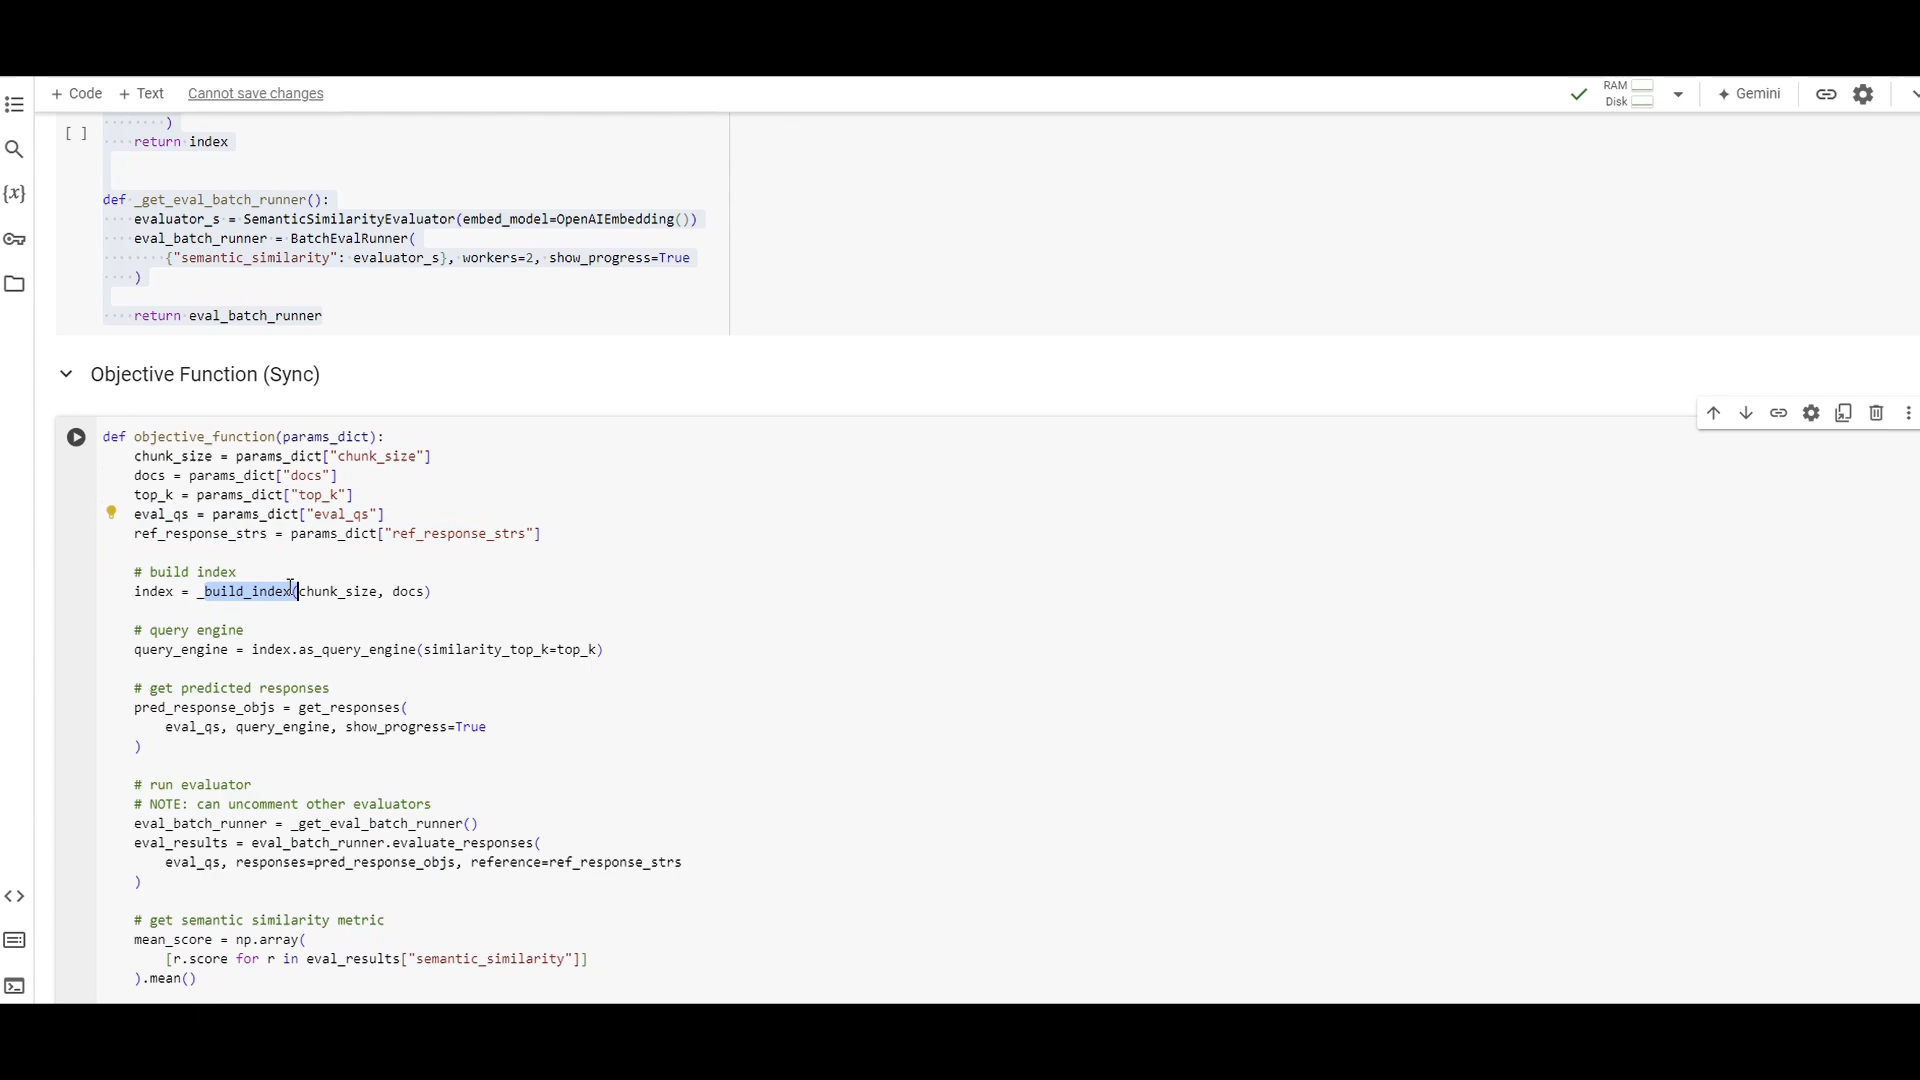 + Code + Text Cannot save changes RAM Disk Gemini
[ ]
)
return index
def _get_eval_batch_runner():
evaluator_s = SemanticSimilarityEvaluator(embed_model=OpenAIEmbedding())
eval_batch_runner = BatchEvalRunner(
{"semantic_similarity": evaluator_s}, workers=2, show_progress=True
)
return eval_batch_runner
Objective Function (Sync)
def objective_function(params_dict):
chunk_size = params_dict["chunk_size"]
docs = params_dict["docs"]
top_k = params_dict["top_k"]
eval_qs = params_dict["eval_qs"]
ref_response_strs = params_dict["ref_response_strs"]
# build index
index = _build_index(chunk_size, docs)
# query engine
query_engine = index.as_query_engine(similarity_top_k=top_k)
# get predicted responses
pred_response_objs = get_responses(
eval_qs, query_engine, show_progress=True
)
# run evaluator
# NOTE: can uncomment other evaluators
eval_batch_runner = _get_eval_batch_runner()
eval_results = eval_batch_runner.evaluate_responses(
eval_qs, responses=pred_response_objs, reference=ref_response_strs
)
# get semantic similarity metric
mean_score = np.array(
[r.score for r in eval_results["semantic_similarity"]]
).mean()